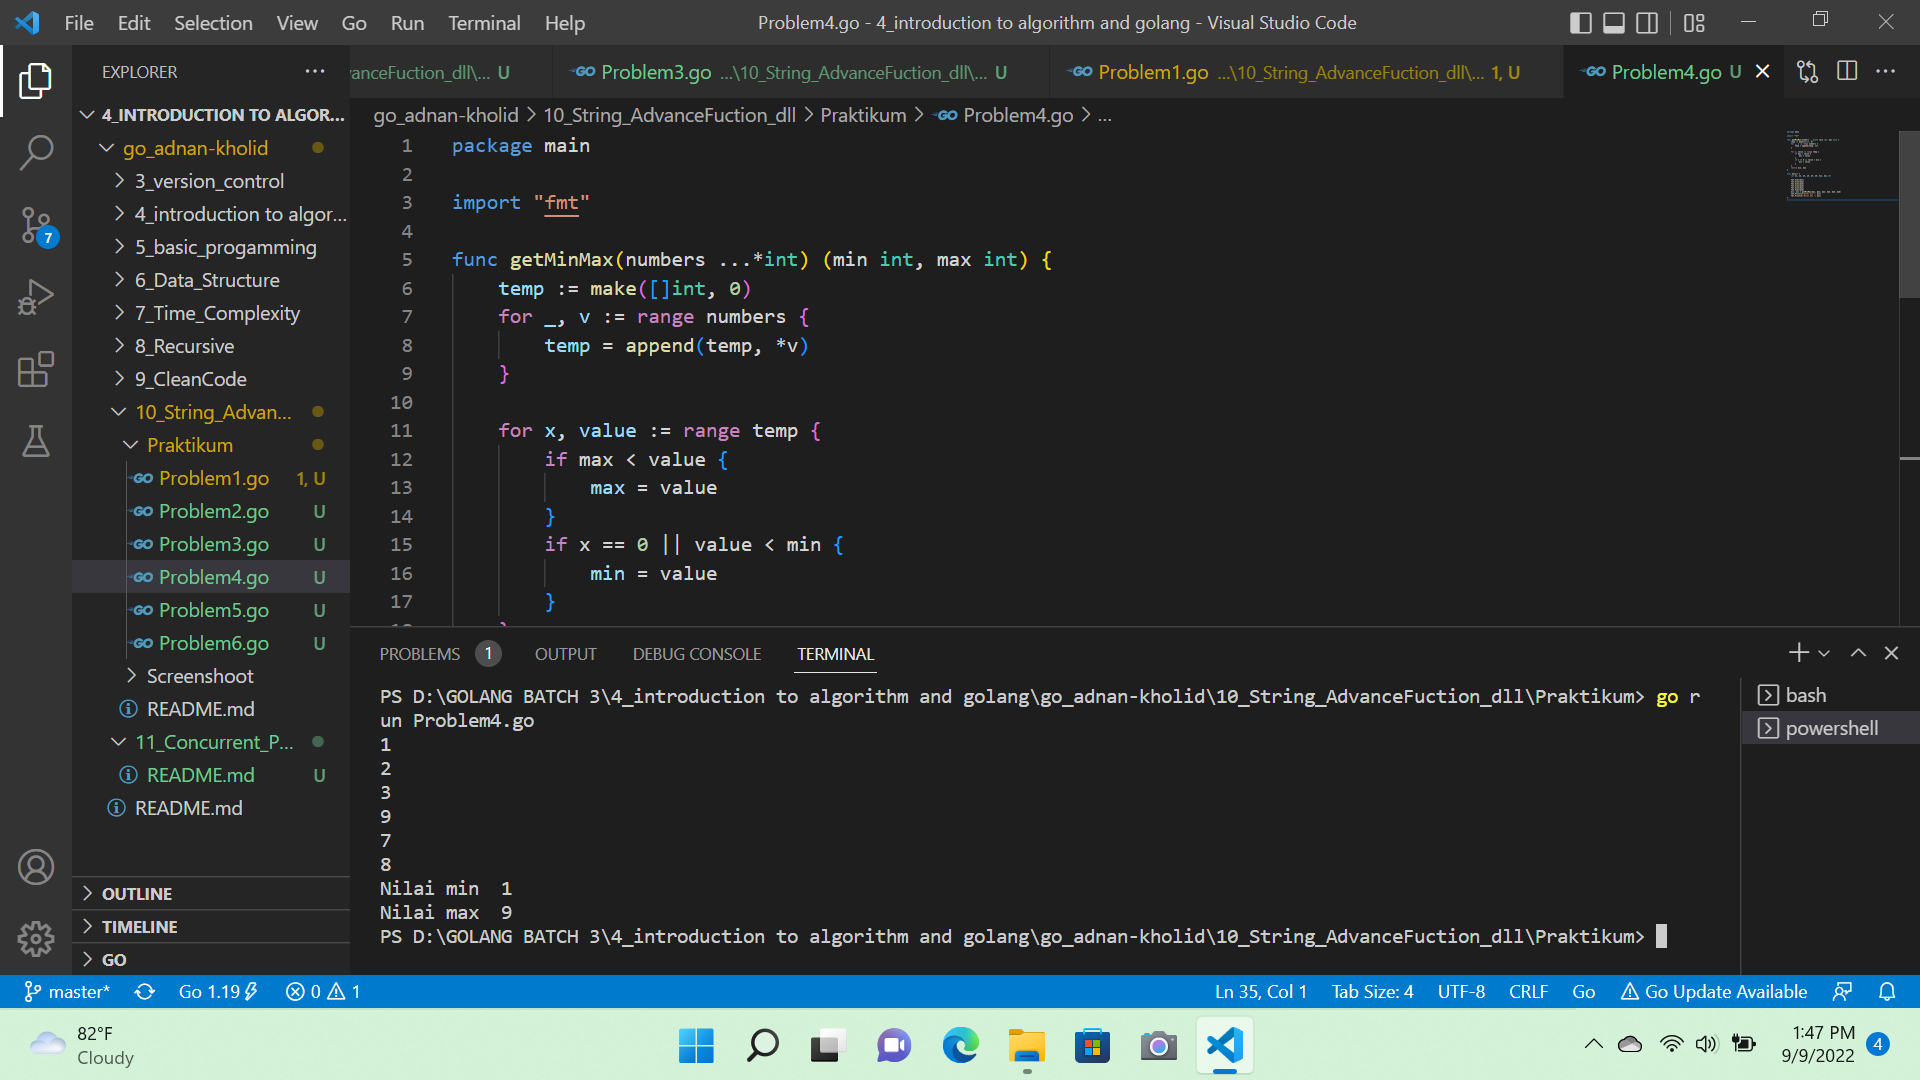 File Edit Selection View Go Run Terminal Help
Problem4.go - 4_introduction to algorithm and golang - Visual Studio Code
EXPLORER
4_INTRODUCTION TO ALGOR...
go_adnan-kholid
3_version_control
4_introduction to algor...
5_basic_progamming
6_Data_Structure
7_Time_Complexity
8_Recursive
9_CleanCode
10_String_Advan...
Praktikum
Problem1.go 1, U
Problem2.go U
Problem3.go U
Problem4.go U
Problem5.go U
Problem6.go U
Screenshoot
README.md
11_Concurrent_P...
README.md U
README.md
OUTLINE
TIMELINE
GO
7
vanceFuction_dll\... U
Problem3.go ...\10_String_AdvanceFuction_dll\... U
Problem1.go ...\10_String_AdvanceFuction_dll\... 1, U
Problem4.go U
go_adnan-kholid > 10_String_AdvanceFuction_dll > Praktikum > Problem4.go > ...
1 package main
2
3 import "fmt"
4
5 func getMinMax(numbers ...*int) (min int, max int) {
6 temp := make([]int, 0)
7 for _, v := range numbers {
8 temp = append(temp, *v)
9 }
10
11 for x, value := range temp {
12 if max < value {
13 max = value
14 }
15 if x == 0 || value < min {
16 min = value
17 }
PROBLEMS 1 OUTPUT DEBUG CONSOLE TERMINAL
PS D:\GOLANG BATCH 3\4_introduction to algorithm and golang\go_adnan-kholid\10_String_AdvanceFuction_dll\Praktikum> go r
un Problem4.go
1
2
3
9
7
8
Nilai min  1
Nilai max  9
PS D:\GOLANG BATCH 3\4_introduction to algorithm and golang\go_adnan-kholid\10_String_AdvanceFuction_dll\Praktikum>
bash
powershell
master* Go 1.19 0 1
Ln 35, Col 1 Tab Size: 4 UTF-8 CRLF Go Go Update Available
82°F
Cloudy
1:47 PM
9/9/2022
4